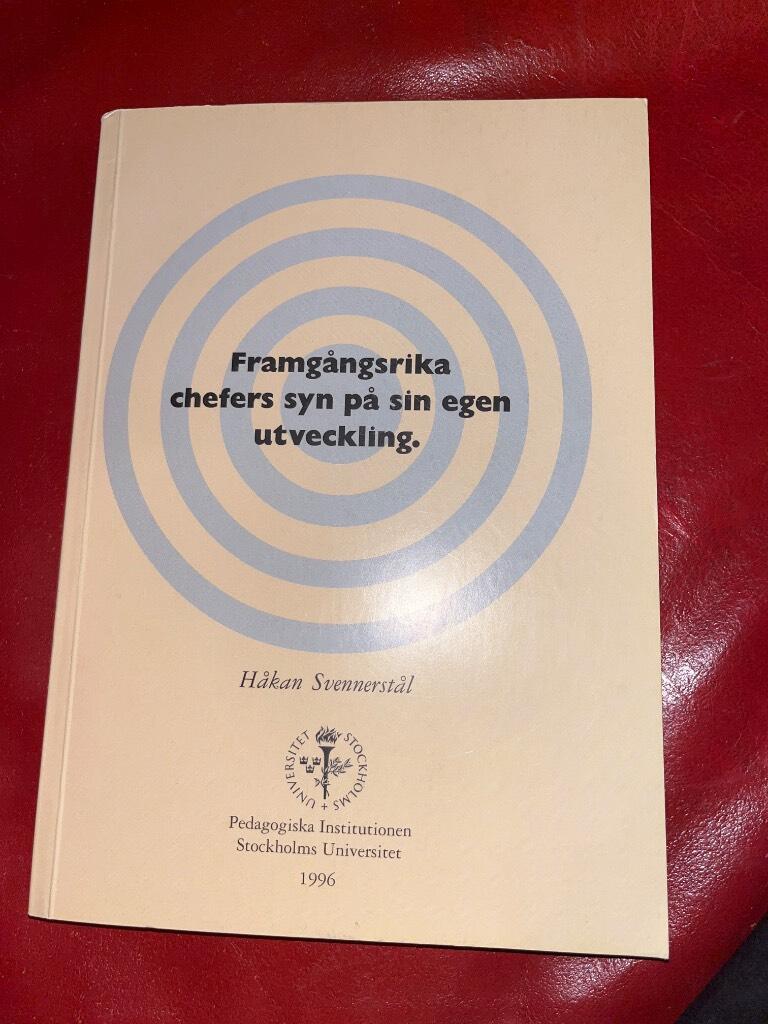 Framgångsrika
chefers syn på sin egen
utveckling.
Håkan Svennerstål
STOCKHOLMS + UNIVERSITET
Pedagogiska Institutionen
Stockholms Universitet
1996